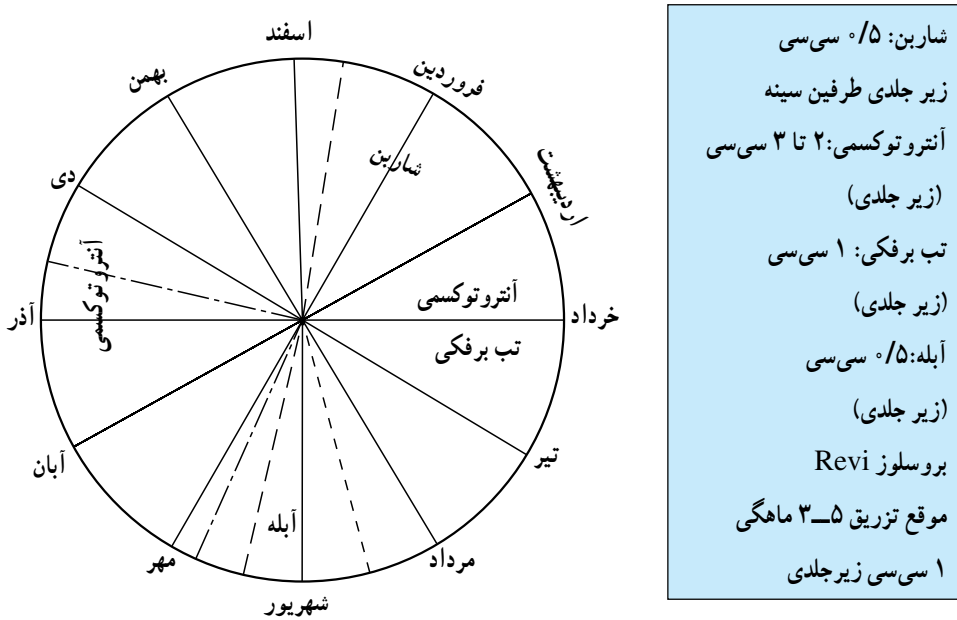 اسفند
فروردین
اردیبهشت
خرداد
تیر
مرداد
شهریور
مهر
آبان
آذر
دی
بهمن
شاربن
آنتروتوکسمی
تب برفکی
آبله
آنتروتوکسمی
شاربن: ۰/۵ سی‌سی
زیر جلدی طرفین سینه
آنتروتوکسمی:۲ تا ۳ سی‌سی
(زیر جلدی)
تب برفکی: ۱ سی‌سی
(زیر جلدی)
آبله:۰/۵ سی‌سی
(زیر جلدی)
بروسلوز Revi
موقع تزریق ۵ــ۳ ماهگی
۱ سی‌سی زیرجلدی